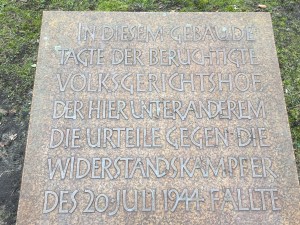 IN DIESEM GEBÄUDE
TAGTE DER BERÜCHTIGTE
VOLKSGERICHTSHOF
DER HIER UNTER ANDEREM
DIE URTEILE GEGEN DIE
WIDERSTANDSKÄMPFER
DES 20. JULI 1944 FÄLLTE